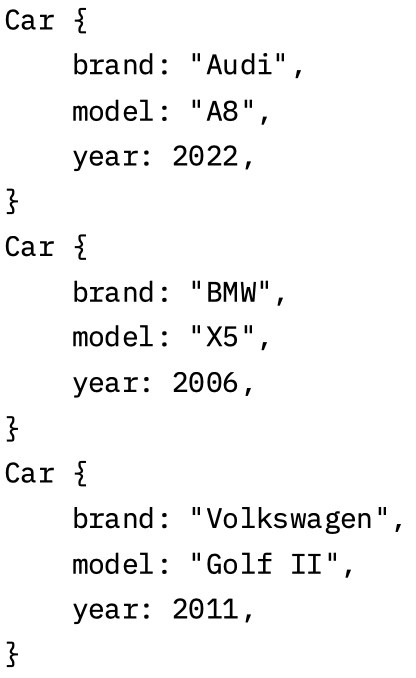 Car {
    brand: "Audi",
    model: "A8",
    year: 2022,
}
Car {
    brand: "BMW",
    model: "X5",
    year: 2006,
}
Car {
    brand: "Volkswagen",
    model: "Golf II",
    year: 2011,
}